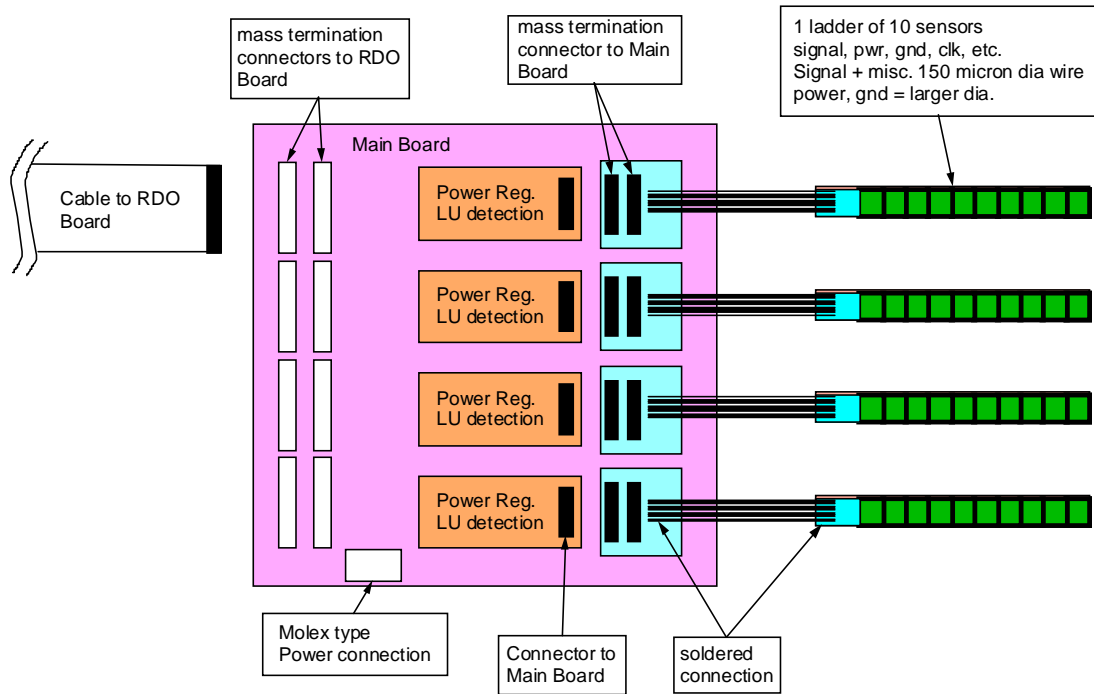 mass termination
connectors to RDO
Board
mass termination
connector to Main
Board
1 ladder of 10 sensors
signal, pwr, gnd, clk, etc.
Signal + misc. 150 micron dia wire
power, gnd = larger dia.
Main Board
Cable to RDO
Board
Power Reg.
LU detection
Power Reg.
LU detection
Power Reg.
LU detection
Power Reg.
LU detection
Molex type
Power connection
Connector to
Main Board
soldered
connection